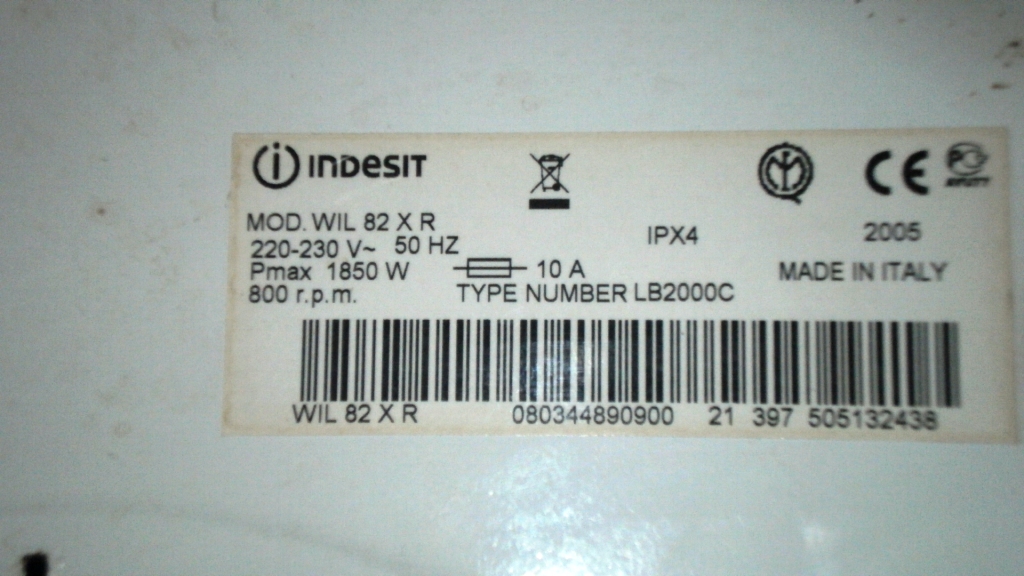 INDESIT
MOD. WIL 82 X R
220-230 V~ 50 HZ
IPX4
2005
Pmax 1850 W
10 A
MADE IN ITALY
800 r.p.m.
TYPE NUMBER LB2000C
WIL 82 X R 080344890900 21 397 505132438